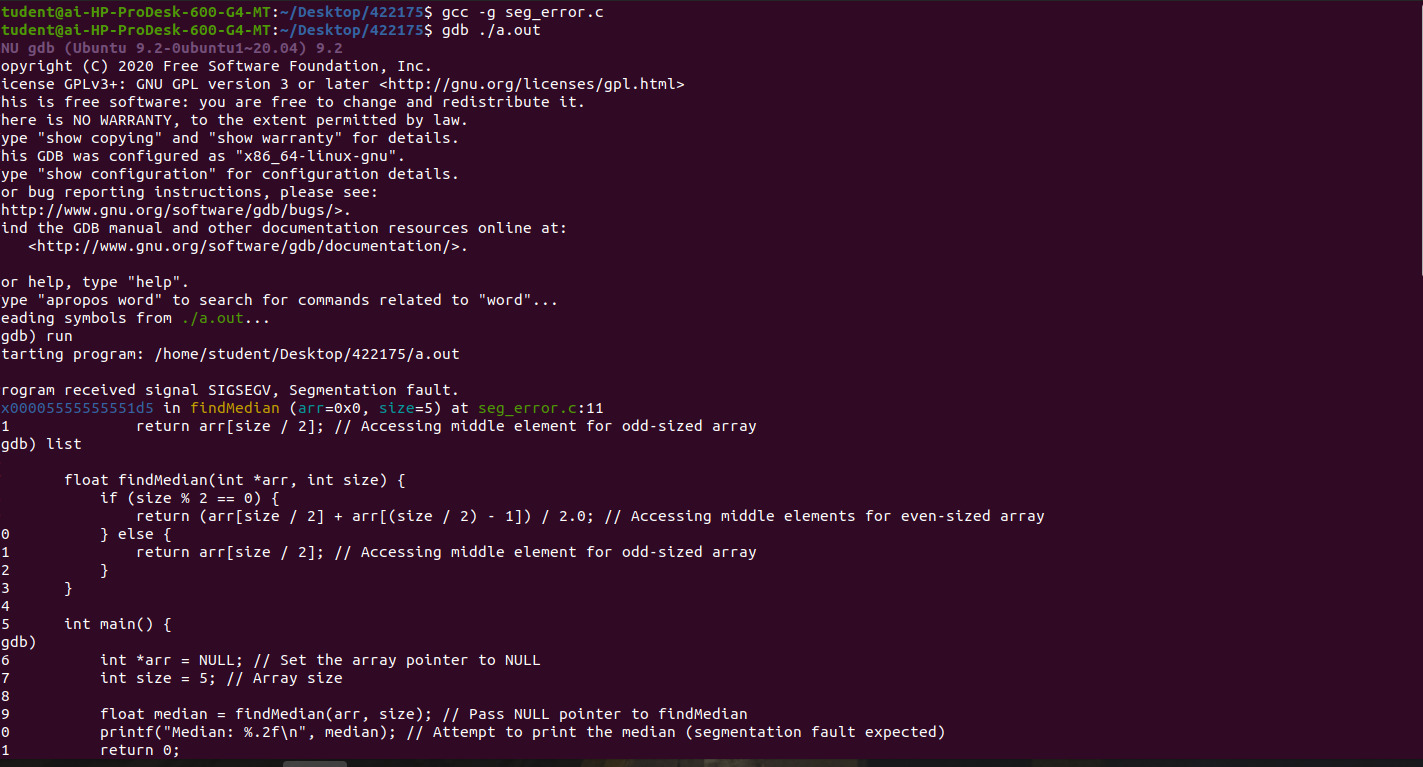 tudent@ai-HP-ProDesk-600-G4-MT:~/Desktop/422175$ gcc -g seg_error.c
tudent@ai-HP-ProDesk-600-G4-MT:~/Desktop/422175$ gdb ./a.out
NU gdb (Ubuntu 9.2-0ubuntu1~20.04) 9.2
opyright (C) 2020 Free Software Foundation, Inc.
icense GPLv3+: GNU GPL version 3 or later <http://gnu.org/licenses/gpl.html>
his is free software: you are free to change and redistribute it.
here is NO WARRANTY, to the extent permitted by law.
ype "show copying" and "show warranty" for details.
his GDB was configured as "x86_64-linux-gnu".
ype "show configuration" for configuration details.
or bug reporting instructions, please see:
http://www.gnu.org/software/gdb/bugs/>.
ind the GDB manual and other documentation resources online at:
   <http://www.gnu.org/software/gdb/documentation/>.

or help, type "help".
ype "apropos word" to search for commands related to "word"...
eading symbols from ./a.out...
gdb) run
tarting program: /home/student/Desktop/422175/a.out

rogram received signal SIGSEGV, Segmentation fault.
x00005555555551d5 in findMedian (arr=0x0, size=5) at seg_error.c:11
1              return arr[size / 2]; // Accessing middle element for odd-sized array
gdb) list

       float findMedian(int *arr, int size) {
           if (size % 2 == 0) {
               return (arr[size / 2] + arr[(size / 2) - 1]) / 2.0; // Accessing middle elements for even-sized array
0          } else {
1              return arr[size / 2]; // Accessing middle element for odd-sized array
2          }
3      }
4
5      int main() {
gdb)
6          int *arr = NULL; // Set the array pointer to NULL
7          int size = 5; // Array size
8
9          float median = findMedian(arr, size); // Pass NULL pointer to findMedian
0          printf("Median: %.2f\n", median); // Attempt to print the median (segmentation fault expected)
1          return 0;